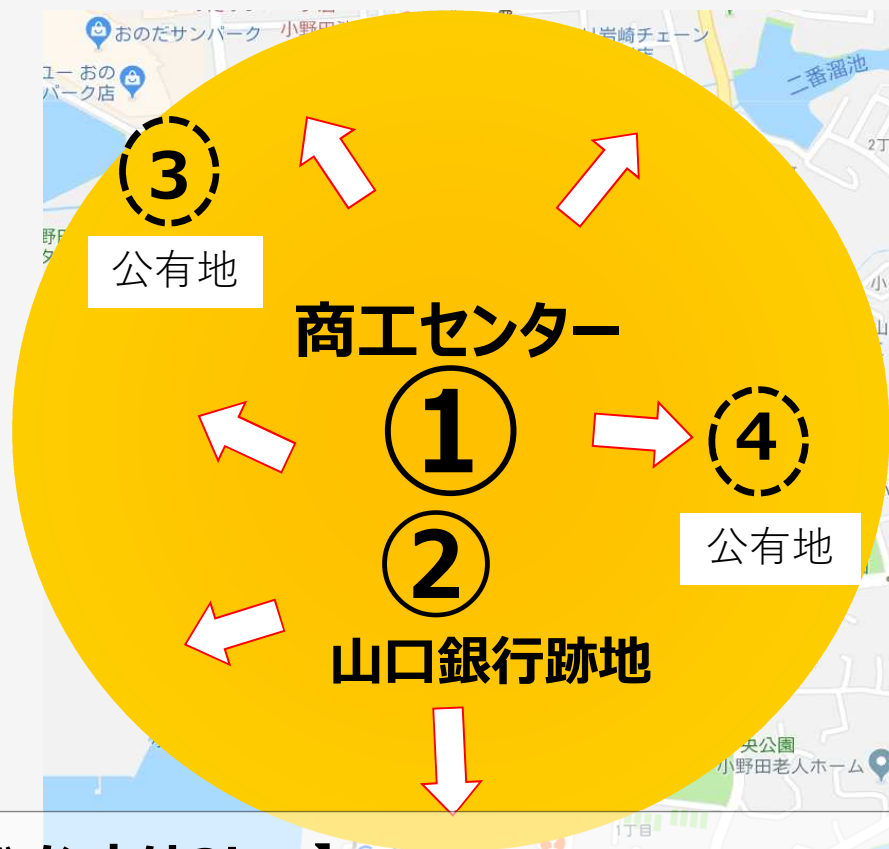 おのだサンパーク
小野田
岩崎チェーン
ユー おの
パーク店
二番溜池
③
公有地
商工センター
①
④
公有地
②
山口銀行跡地
央公園
小野田老人ホーム
1丁目